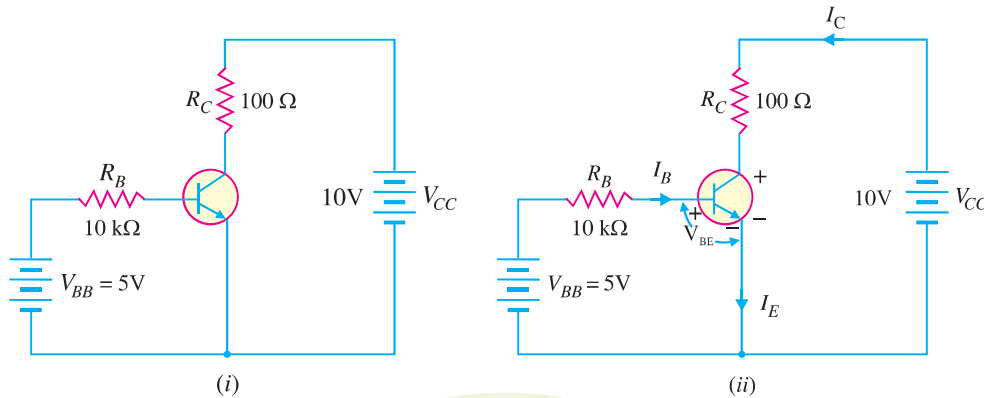 R_C 100 Ω
R_B
10 kΩ
V_BB = 5V
10V V_CC
(i)
I_C
R_C 100 Ω
R_B I_B
10 kΩ
+
+ − −
V_BE
V_BB = 5V
10V V_CC
I_E
(ii)